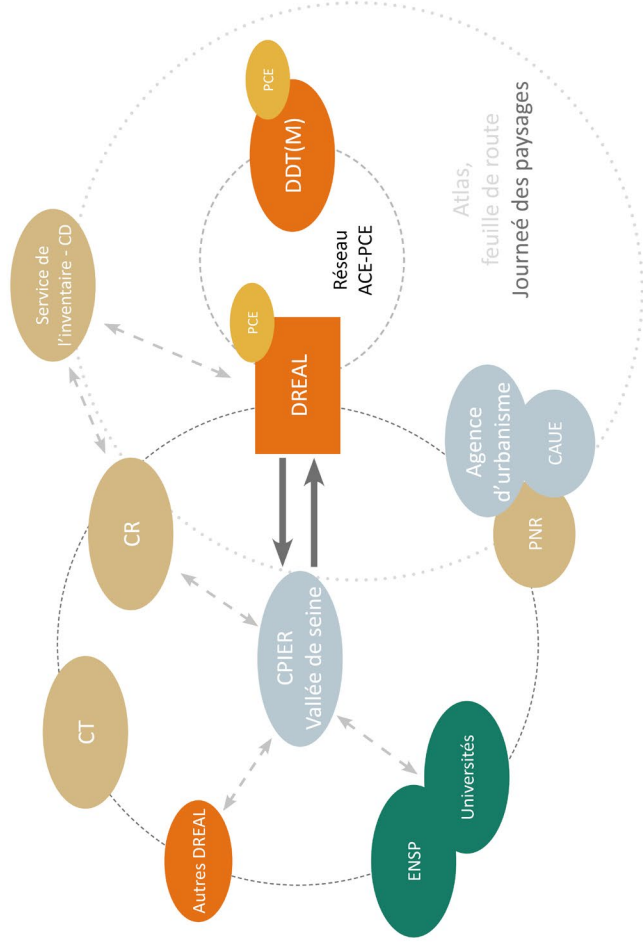 CT
Service de
l'inventaire - CD
CR
Autres DREAL
PCE
PCE
CPIER
Vallée de seine
DREAL
DDT(M)
Réseau
ACE-PCE
ENSP
Universités
Agence
d'urbanisme
PNR
CAUE
Atlas,
feuille de route
Journeé des paysages